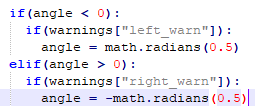 if(angle < 0):
if(warnings["left_warn"]):
angle = math.radians(0.5)
elif(angle > 0):
if(warnings["right_warn"]):
angle = -math.radians(0.5)